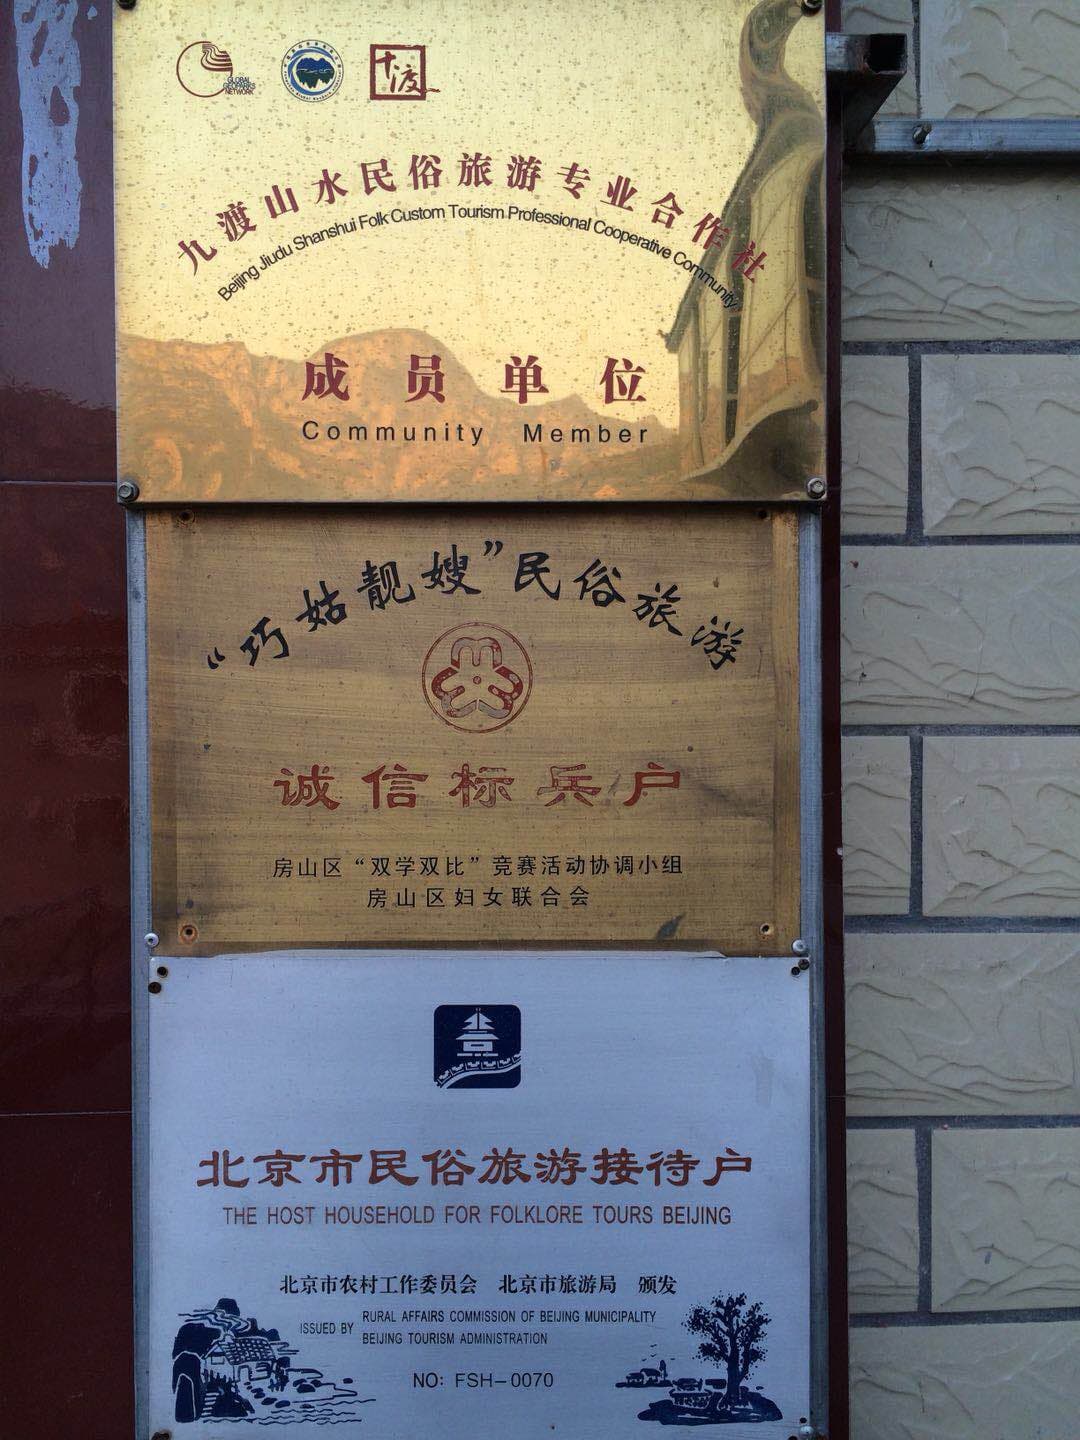 GLOBAL
GEOPARKS
NETWORK
十渡
九渡山水民俗旅游专业合作社
Beijing Jiudu Shanshui Folk Custom Tourism Professional Cooperative Community
成员单位
Community Member
“巧姑靓嫂”民俗旅游
诚信标兵户
房山区“双学双比”竞赛活动协调小组
房山区妇女联合会
北京市民俗旅游接待户
THE HOST HOUSEHOLD FOR FOLKLORE TOURS BEIJING
北京市农村工作委员会 北京市旅游局 颁发
ISSUED BY RURAL AFFAIRS COMMISSION OF BEIJING MUNICIPALITY
BEIJING TOURISM ADMINISTRATION
NO: FSH-0070